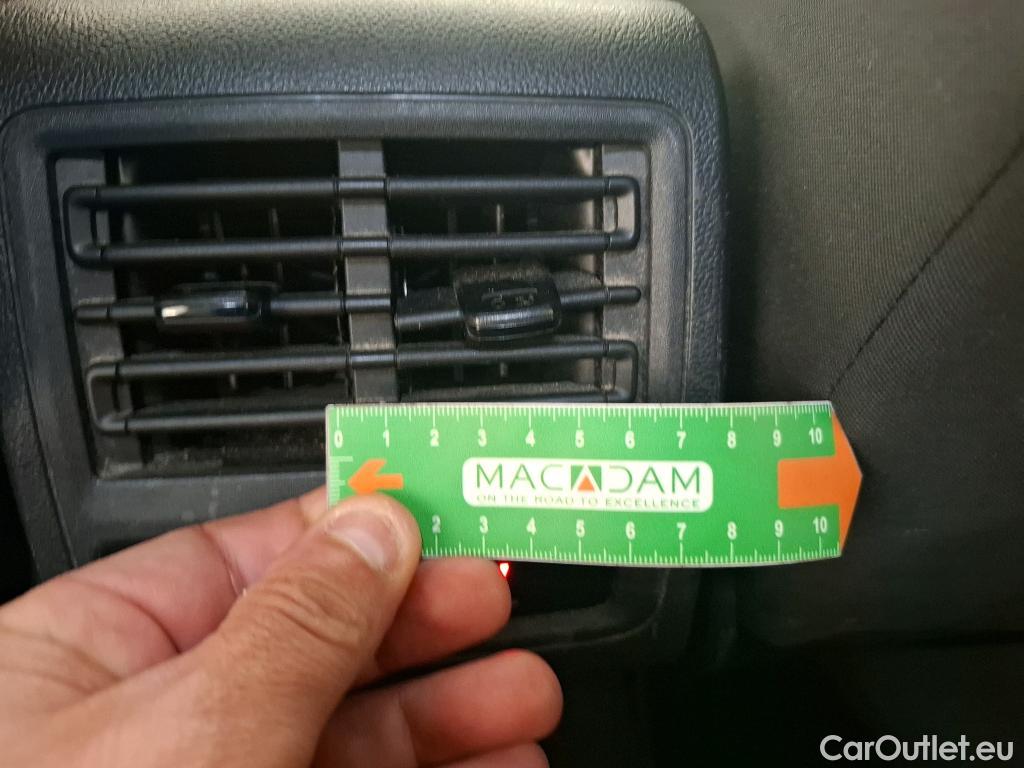 0 1 2 3 4 5 6 7 8 9 10
MACADAM
ON THE ROAD TO EXCELLENCE
2 3 4 5 6 7 8 9 10
CarOutlet.eu